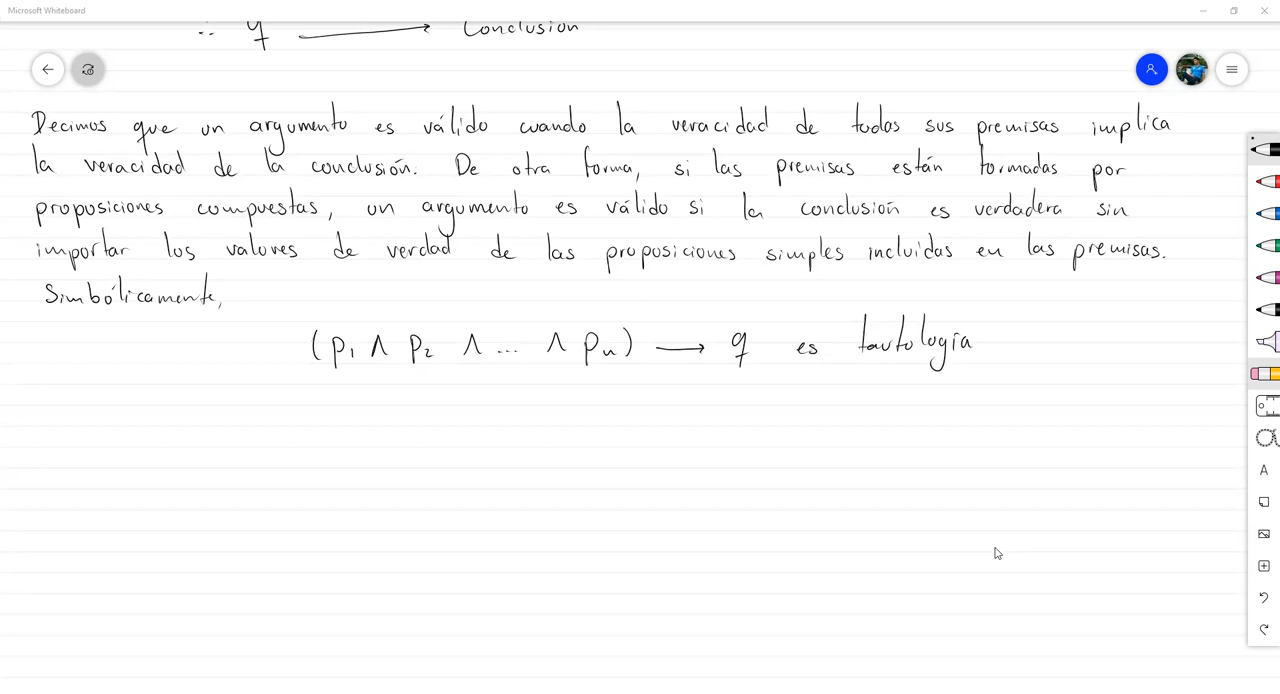 Microsoft Whiteboard
∴ q ⟶ Conclusión
Decimos que un argumento es válido cuando la veracidad de todas sus premisas implica
la veracidad de la conclusión. De otra forma, si las premisas están formadas por
proposiciones compuestas, un argumento es válido si la conclusión es verdadera sin
importar los valores de verdad de las proposiciones simples incluidas en las premisas.
Simbólicamente,
(p₁ ∧ p₂ ∧ ... ∧ pₙ) ⟶ q es tautología
A